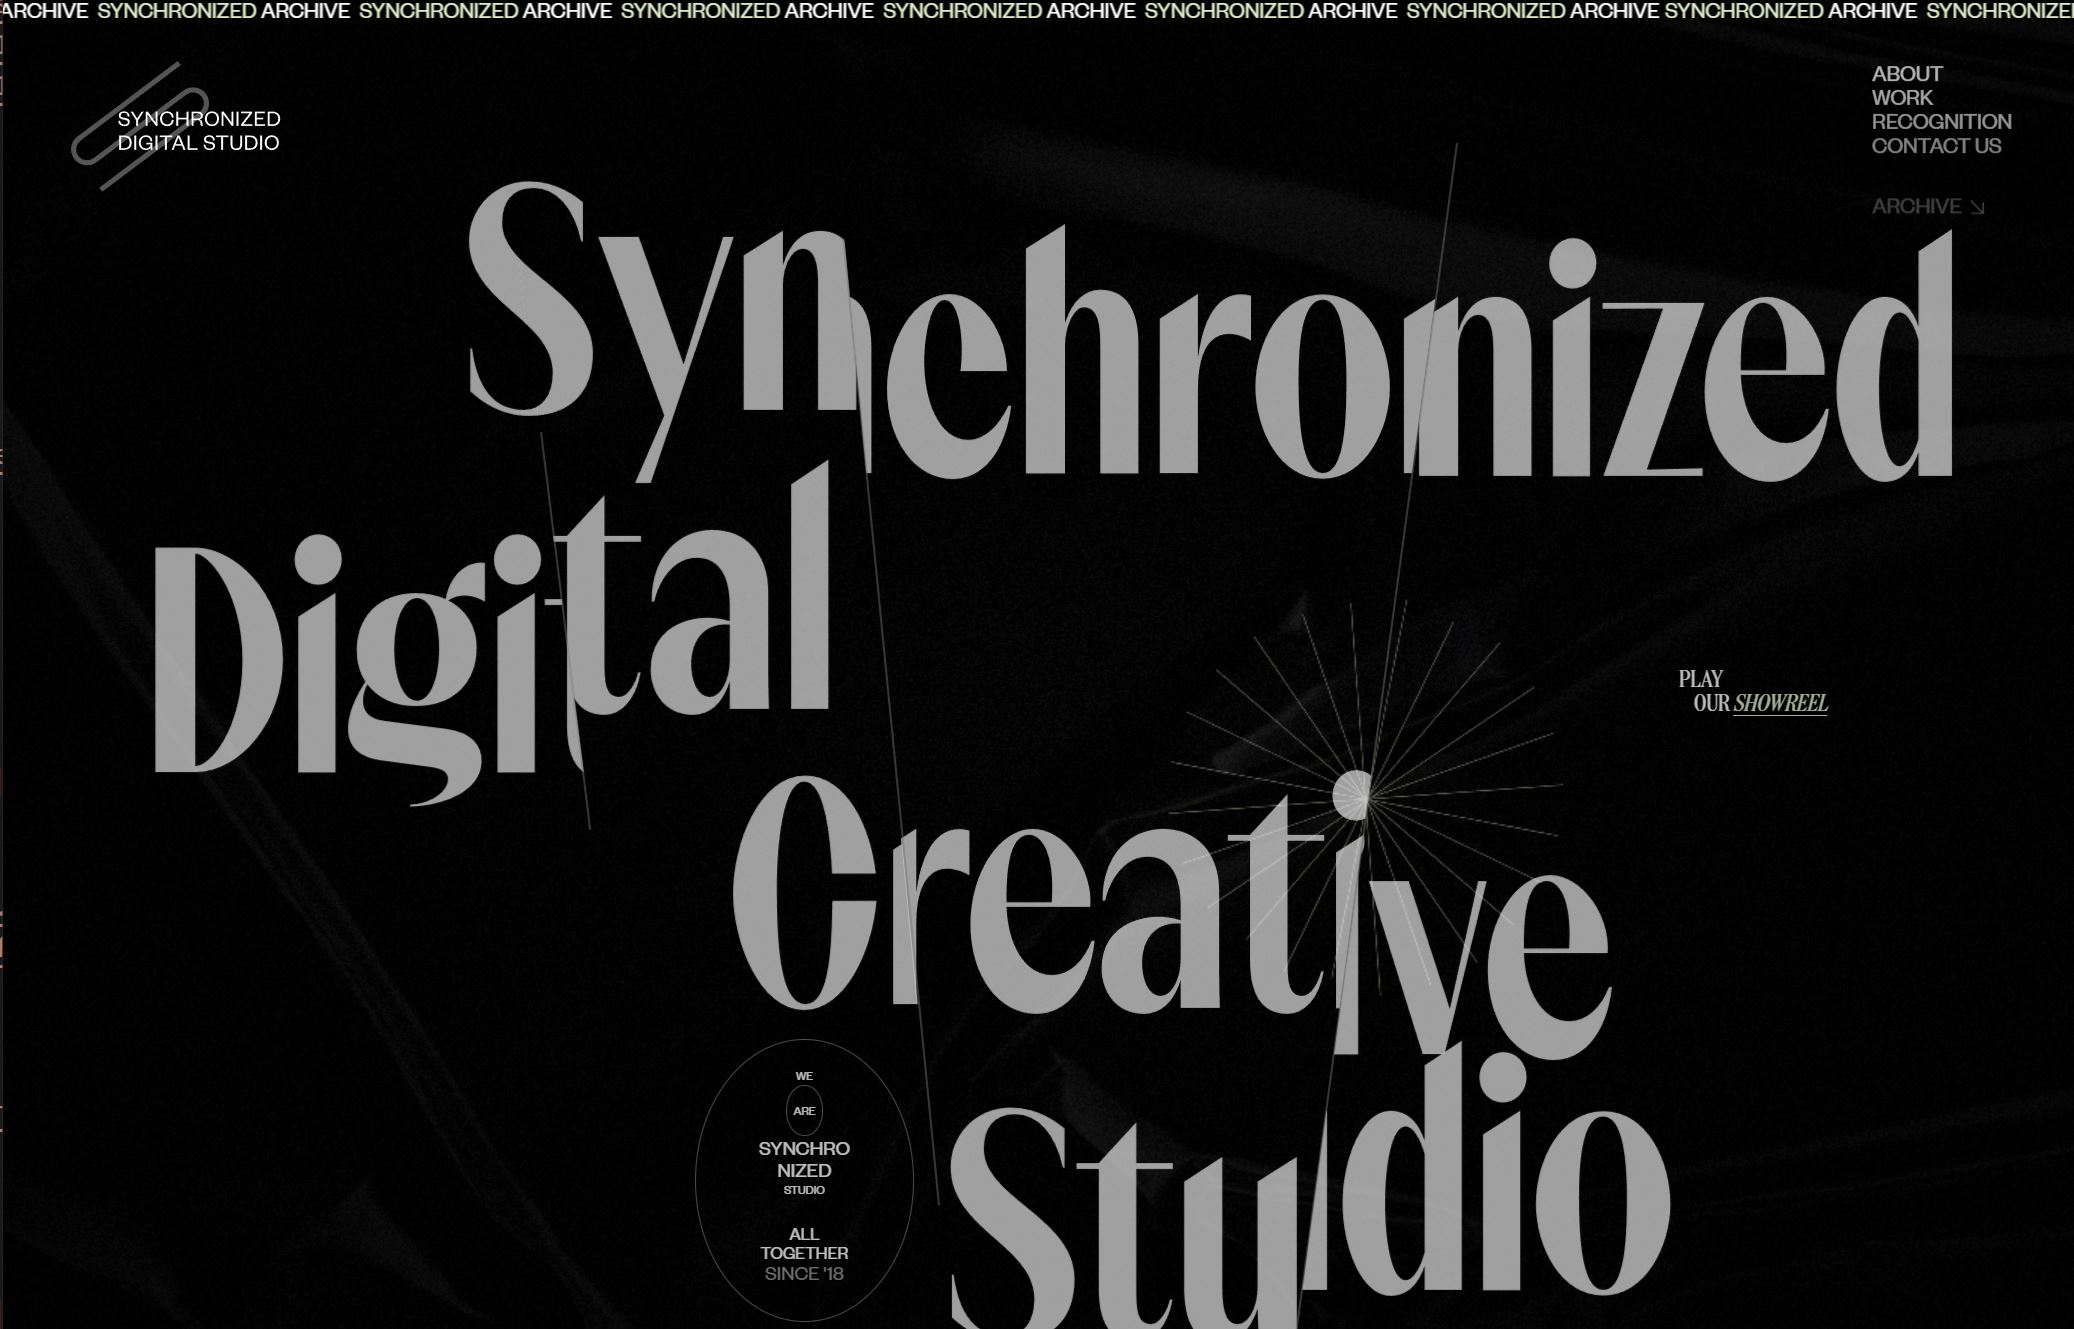 ARCHIVE SYNCHRONIZED ARCHIVE SYNCHRONIZED ARCHIVE SYNCHRONIZED ARCHIVE SYNCHRONIZED ARCHIVE SYNCHRONIZED ARCHIVE SYNCHRONIZED ARCHIVE SYNCHRONIZED ARCHIVE SYNCHRONIZED
SYNCHRONIZED
DIGITAL STUDIO
ABOUT
WORK
RECOGNITION
CONTACT US
ARCHIVE
Synchronized
Digital
PLAY
OUR SHOWREEL
Creative
Studio
WE
ARE
SYNCHRO
NIZED
STUDIO
ALL
TOGETHER
SINCE '18